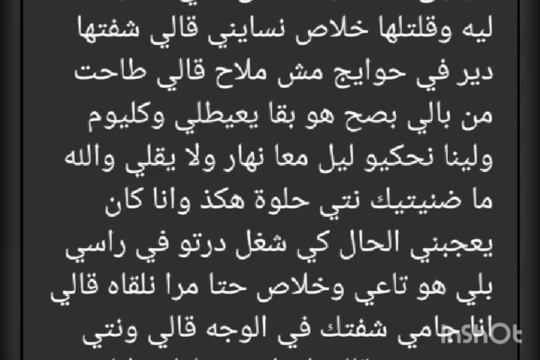 ليه وقلتلها خلاص نسايني قالي شفتها
دير في حوايج مش ملاح قالي طاحت
من بالي بصح هو بقا يعيطلي وكليوم
ولينا نحكيو ليل معا نهار ولا يقلي والله
ما ضنيتيك نتي حلوة هكذ وانا كان
يعجبني الحال كي شغل درتو في راسي
بلي هو تاعي وخلاص حتا مرا نلقاه قالي
انا جامي شفتك في الوجه قالي ونتي
InShOt